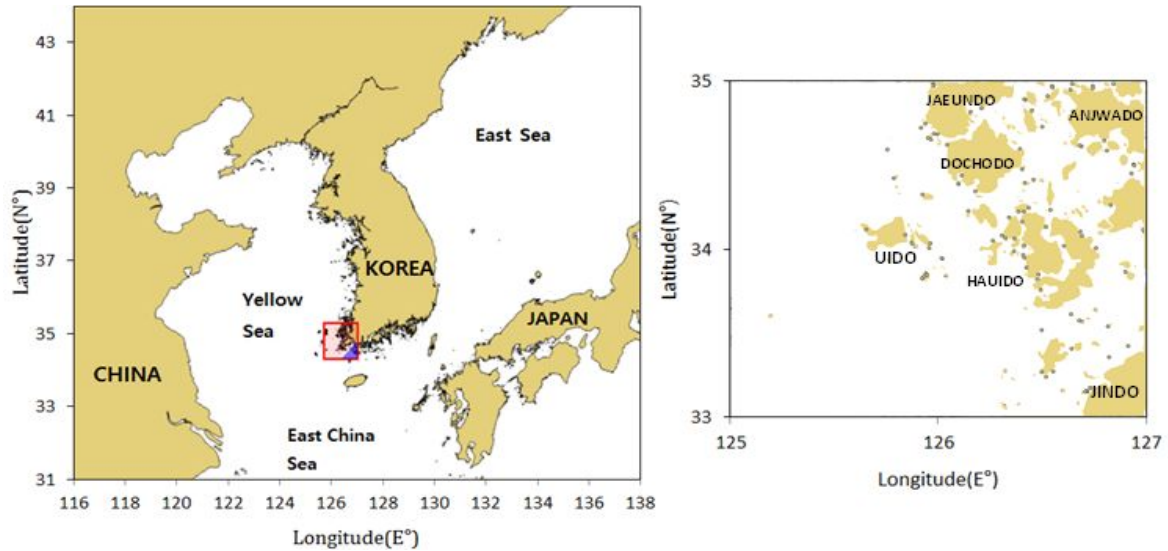 43
41
39
37
35
33
31
116 118 120 122 124 126 128 130 132 134 136 138
Latitude(N°)
Longitude(E°)
East Sea
KOREA
Yellow
Sea
JAPAN
CHINA
East China
Sea
35
34
33
125 126 127
Latitude(N°)
Longitude(E°)
JAEUNDO
ANJWADO
DOCHODO
UIDO
HAUIDO
JINDO